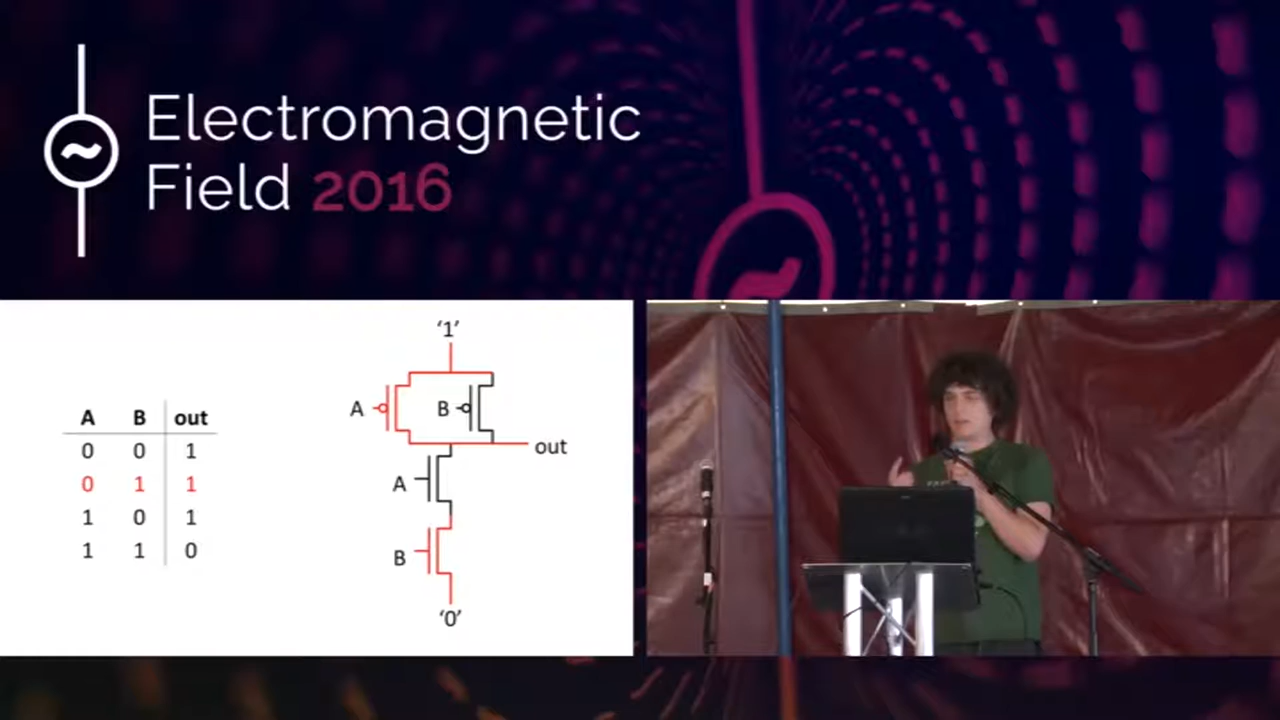 Electromagnetic
Field 2016
A B out
0 0 1
0 1 1
1 0 1
1 1 0
‘1’
A B
out
A
B
‘0’